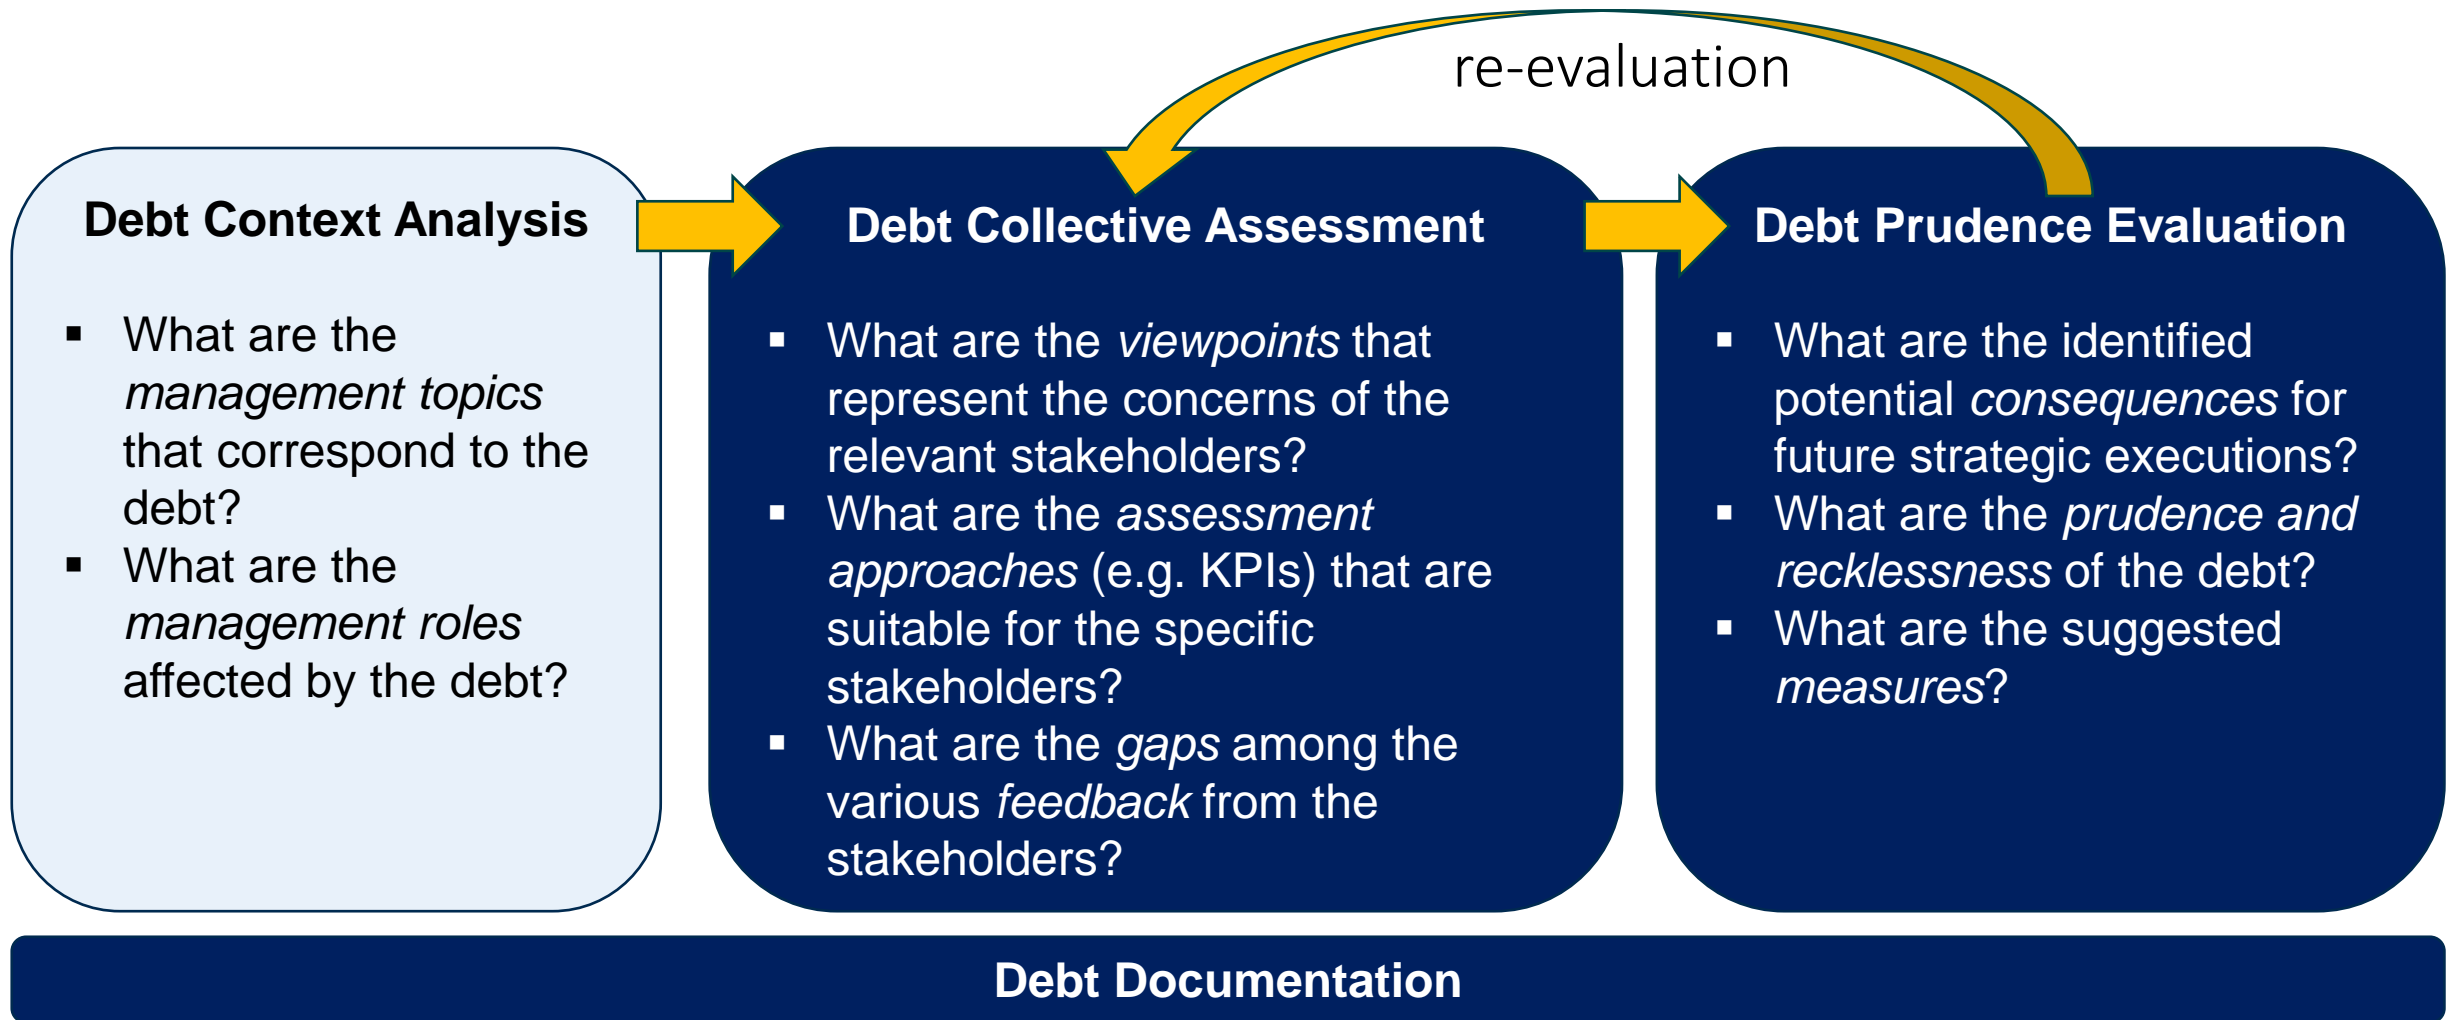 re-evaluation
Debt Context Analysis
▪ What are the
management topics
that correspond to the
debt?
▪ What are the
management roles
affected by the debt?
Debt Collective Assessment
▪ What are the viewpoints that
represent the concerns of the
relevant stakeholders?
▪ What are the assessment
approaches (e.g. KPIs) that are
suitable for the specific
stakeholders?
▪ What are the gaps among the
various feedback from the
stakeholders?
Debt Prudence Evaluation
▪ What are the identified
potential consequences for
future strategic executions?
▪ What are the prudence and
recklessness of the debt?
▪ What are the suggested
measures?
Debt Documentation